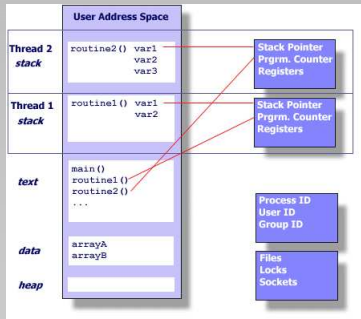 User Address Space
Thread 2
stack
routine2() var1
var2
var3
Stack Pointer
Prgrm. Counter
Registers
Thread 1
stack
routine1() var1
var2
Stack Pointer
Prgrm. Counter
Registers
text
main()
routine1()
routine2()
...
Process ID
User ID
Group ID
data
arrayA
arrayB
Files
Locks
Sockets
heap